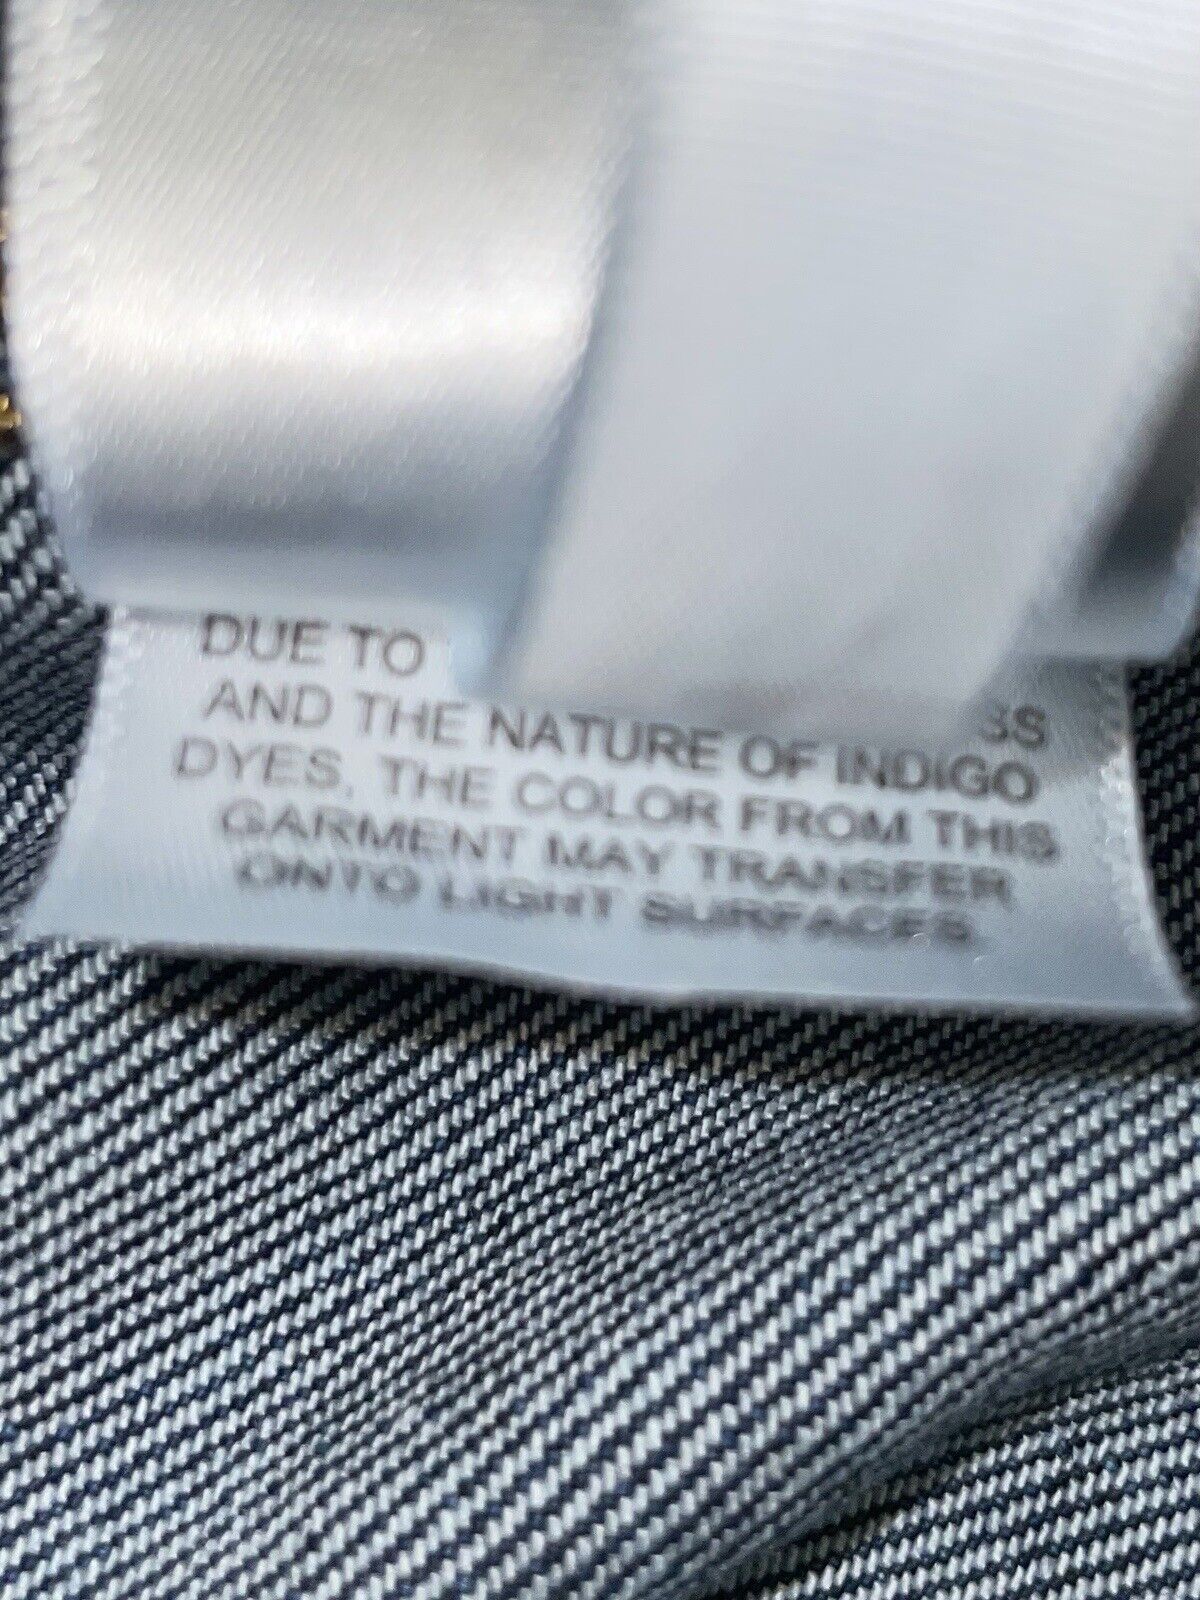 DUE TO
AND THE NATURE OF INDIGO
DYES, THE COLOR FROM THIS
GARMENT MAY TRANSFER
ONTO LIGHT SURFACES.